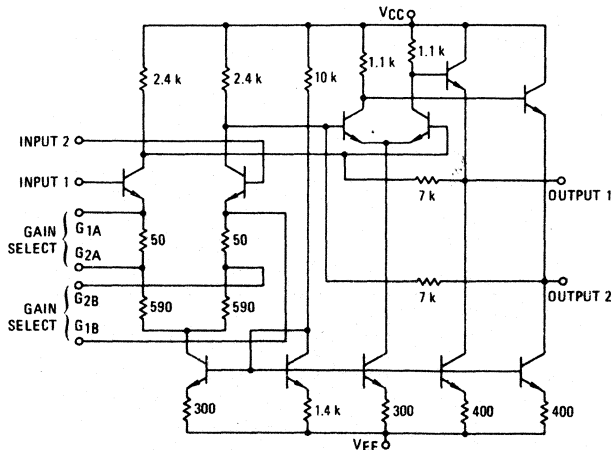 VCC
2.4 k
2.4 k
10 k
1.1 k
1.1 k
INPUT 2
INPUT 1
GAIN SELECT
G1A
G2A
GAIN SELECT
G2B
G1B
50
50
590
590
7 k
OUTPUT 1
7 k
OUTPUT 2
300
1.4 k
300
400
400
VEE